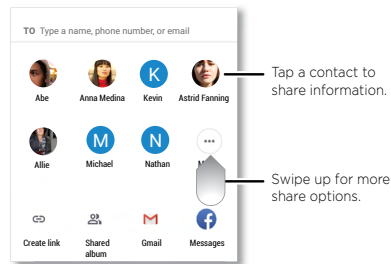 TO Type a name, phone number, or email
Abe Anna Medina Kevin Astrid Fanning
K
Tap a contact to
share information.
M N
Allie Michael Nathan
Swipe up for more
share options.
M
f
Create link Shared
album Gmail Messages